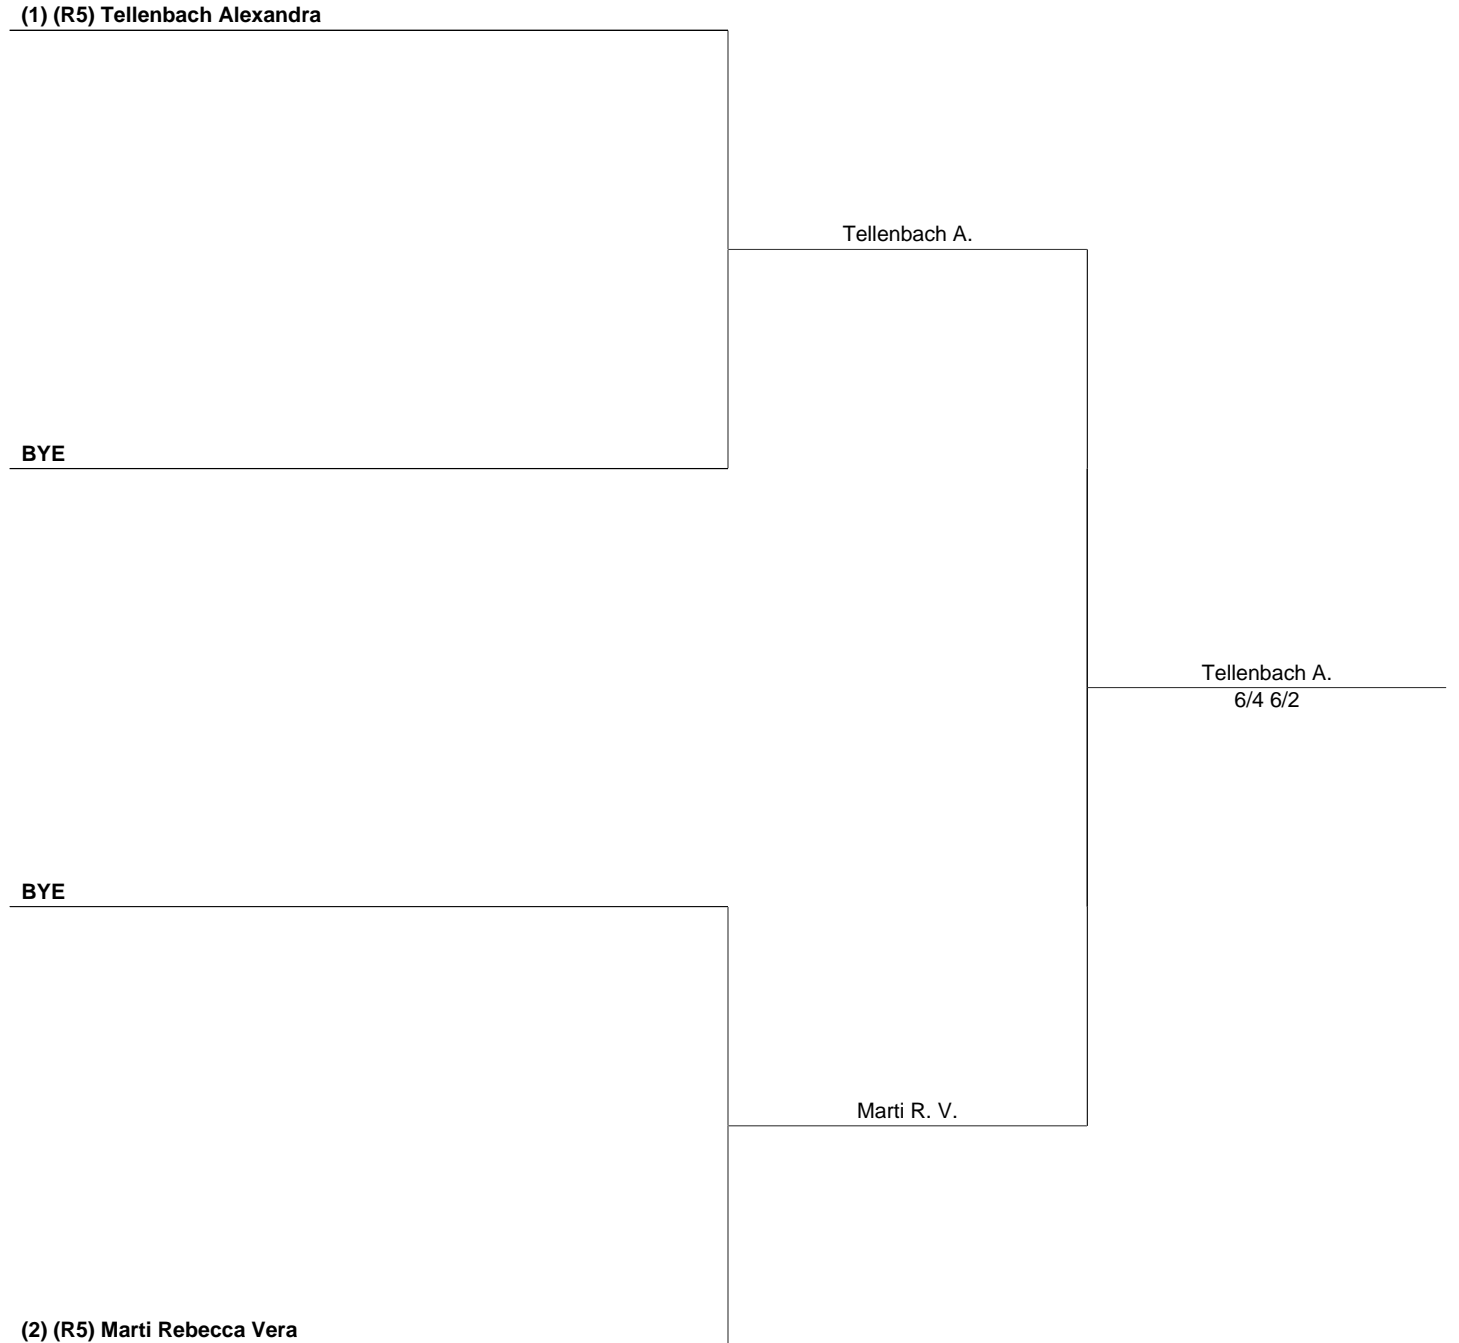 (1) (R5) Tellenbach Alexandra
Tellenbach A.
BYE
Tellenbach A.
6/4 6/2
BYE
Marti R. V.
(2) (R5) Marti Rebecca Vera